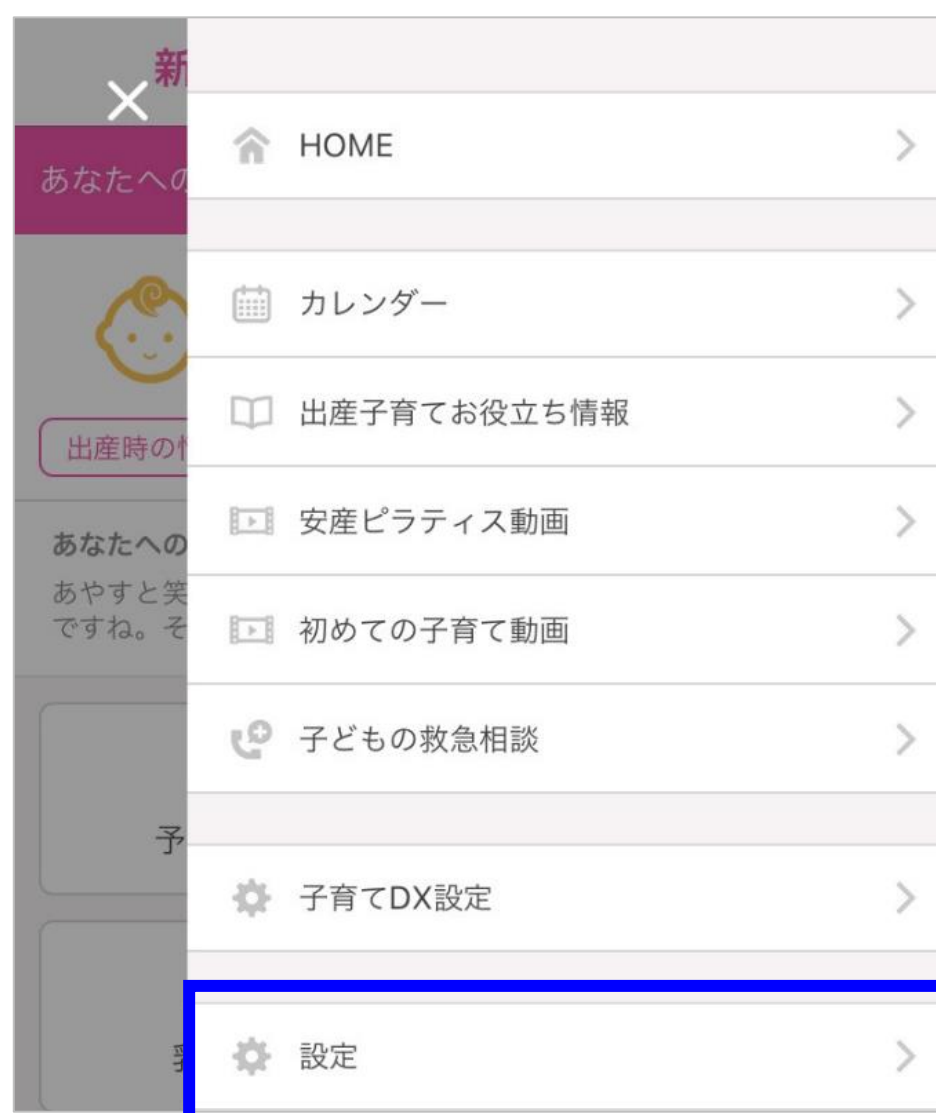 新
あなたへの
出産時の
あなたへの
あやすと笑
ですね。そ
予
HOME
カレンダー
出産子育てお役立ち情報
安産ピラティス動画
初めての子育て動画
子どもの救急相談
子育てDX設定
設定